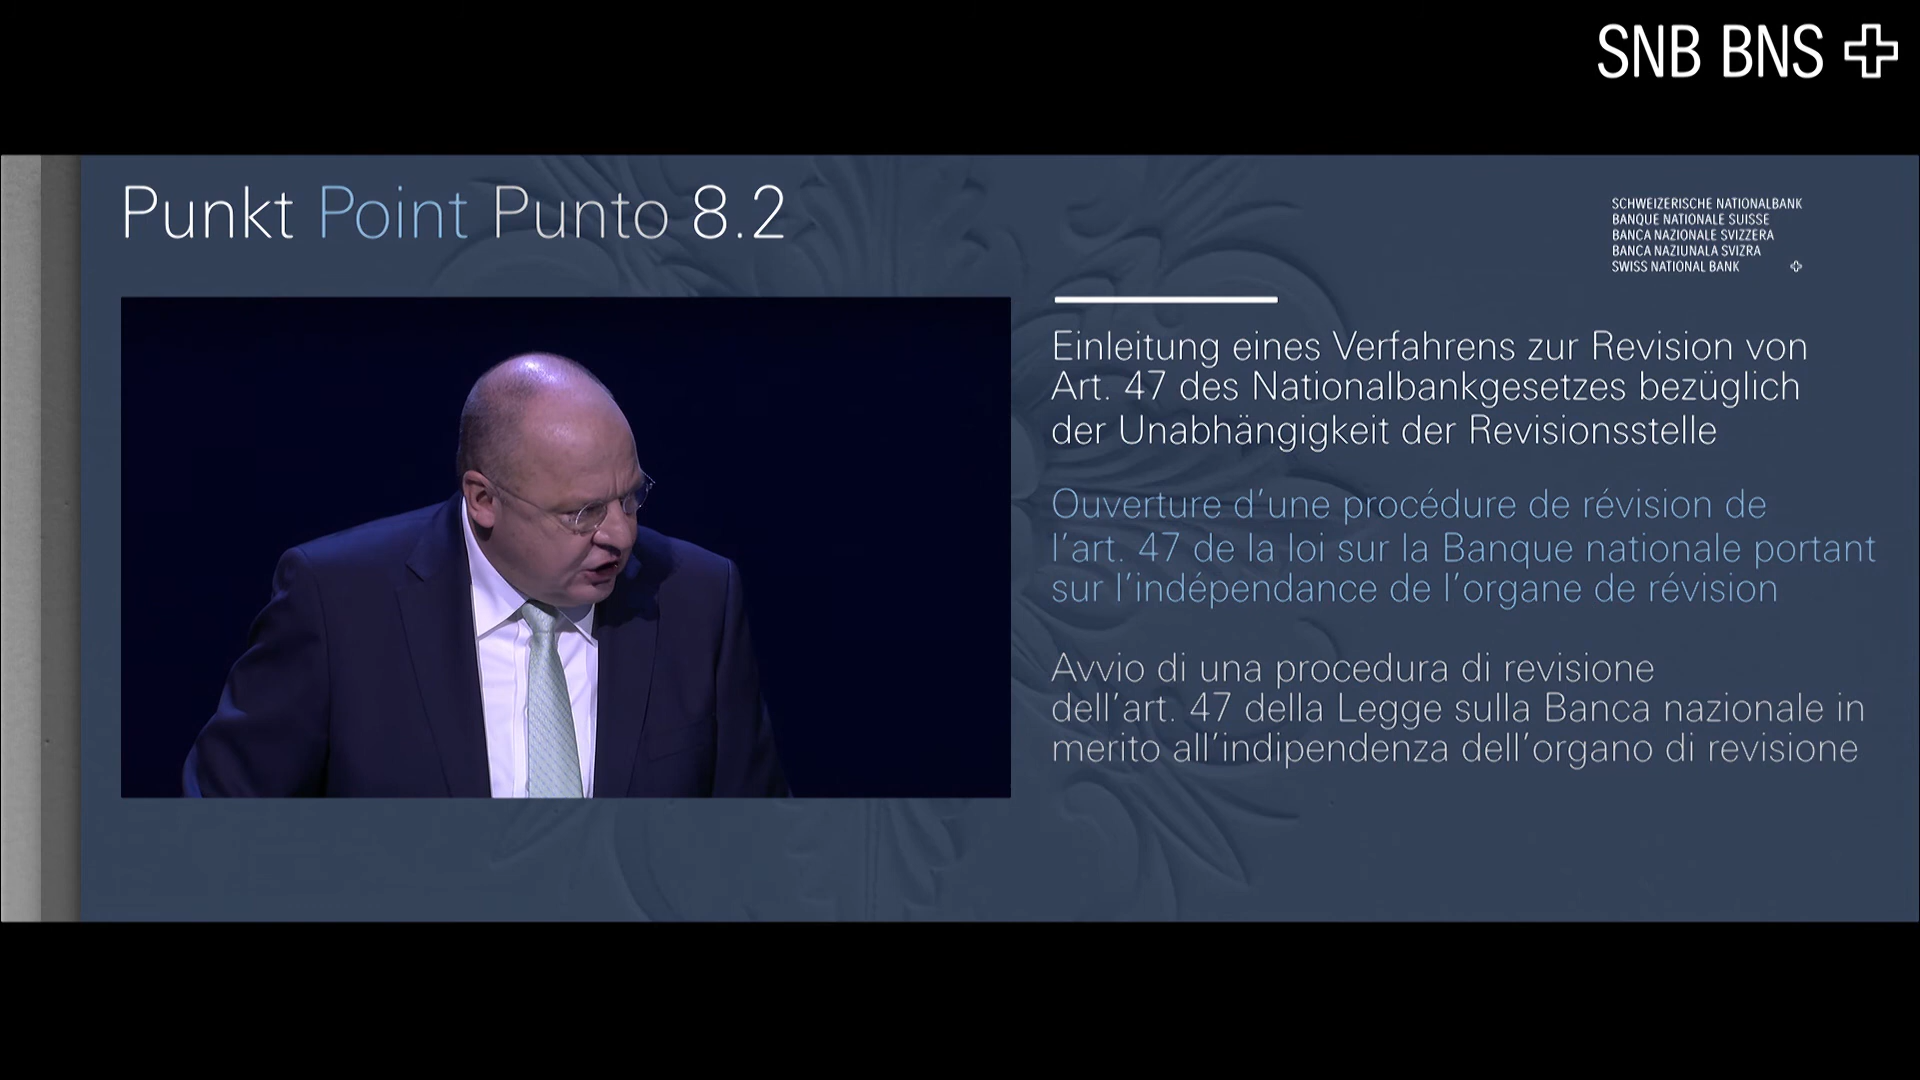 SNB BNS
Punkt Point Punto 8.2
SCHWEIZERISCHE NATIONALBANK
BANQUE NATIONALE SUISSE
BANCA NAZIONALE SVIZZERA
BANCA NAZIUNALA SVIZRA
SWISS NATIONAL BANK
Einleitung eines Verfahrens zur Revision von
Art. 47 des Nationalbankgesetzes bezüglich
der Unabhängigkeit der Revisionsstelle
Ouverture d’une procédure de révision de
l’art. 47 de la loi sur la Banque nationale portant
sur l’indépendance de l’organe de révision
Avvio di una procedura di revisione
dell’art. 47 della Legge sulla Banca nazionale in
merito all’indipendenza dell’organo di revisione